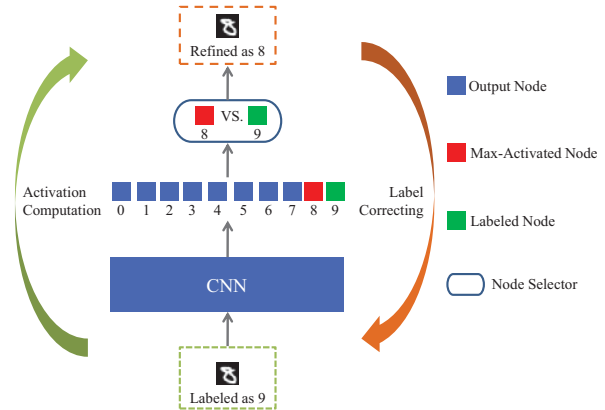 Refined as 8
VS.
8 9
Activation
Computation
0 1 2 3 4 5 6 7 8 9
Label
Correcting
CNN
Labeled as 9
Output Node
Max-Activated Node
Labeled Node
Node Selector